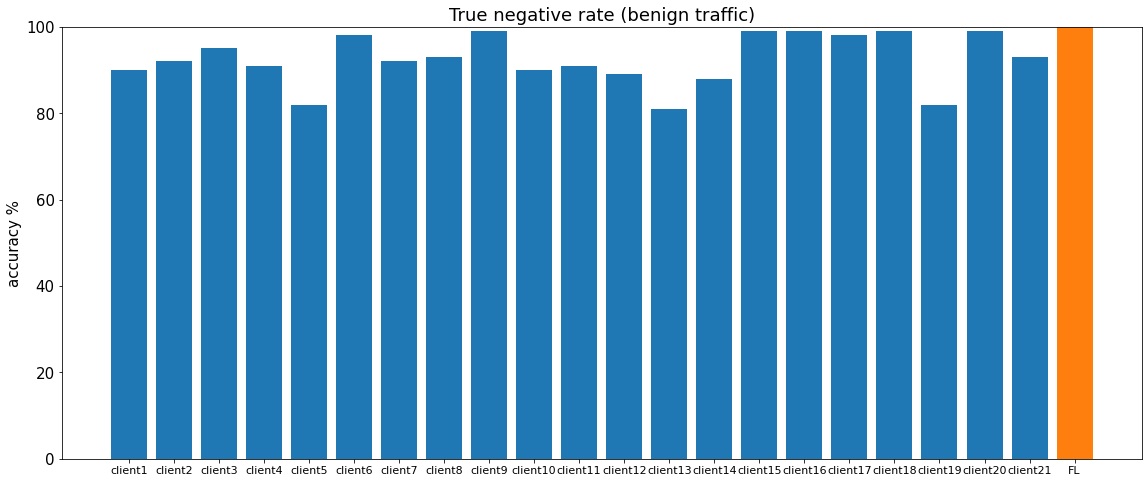 True negative rate (benign traffic)
accuracy %
100
80
60
40
20
0
client1 client2 client3 client4 client5 client6 client7 client8 client9 client10 client11 client12 client13 client14 client15 client16 client17 client18 client19 client20 client21 FL